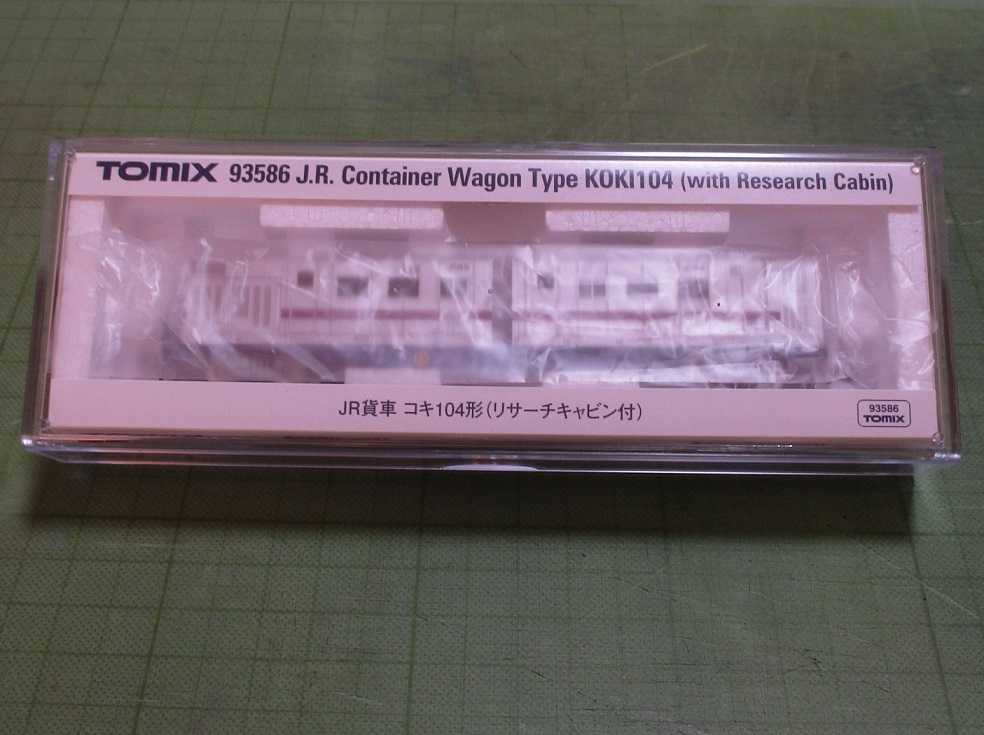 TOMIX 93586 J.R. Container Wagon Type KOKI104 (with Research Cabin)
JR貨車 コキ104形(リサーチキャビン付)
93586
TOMIX